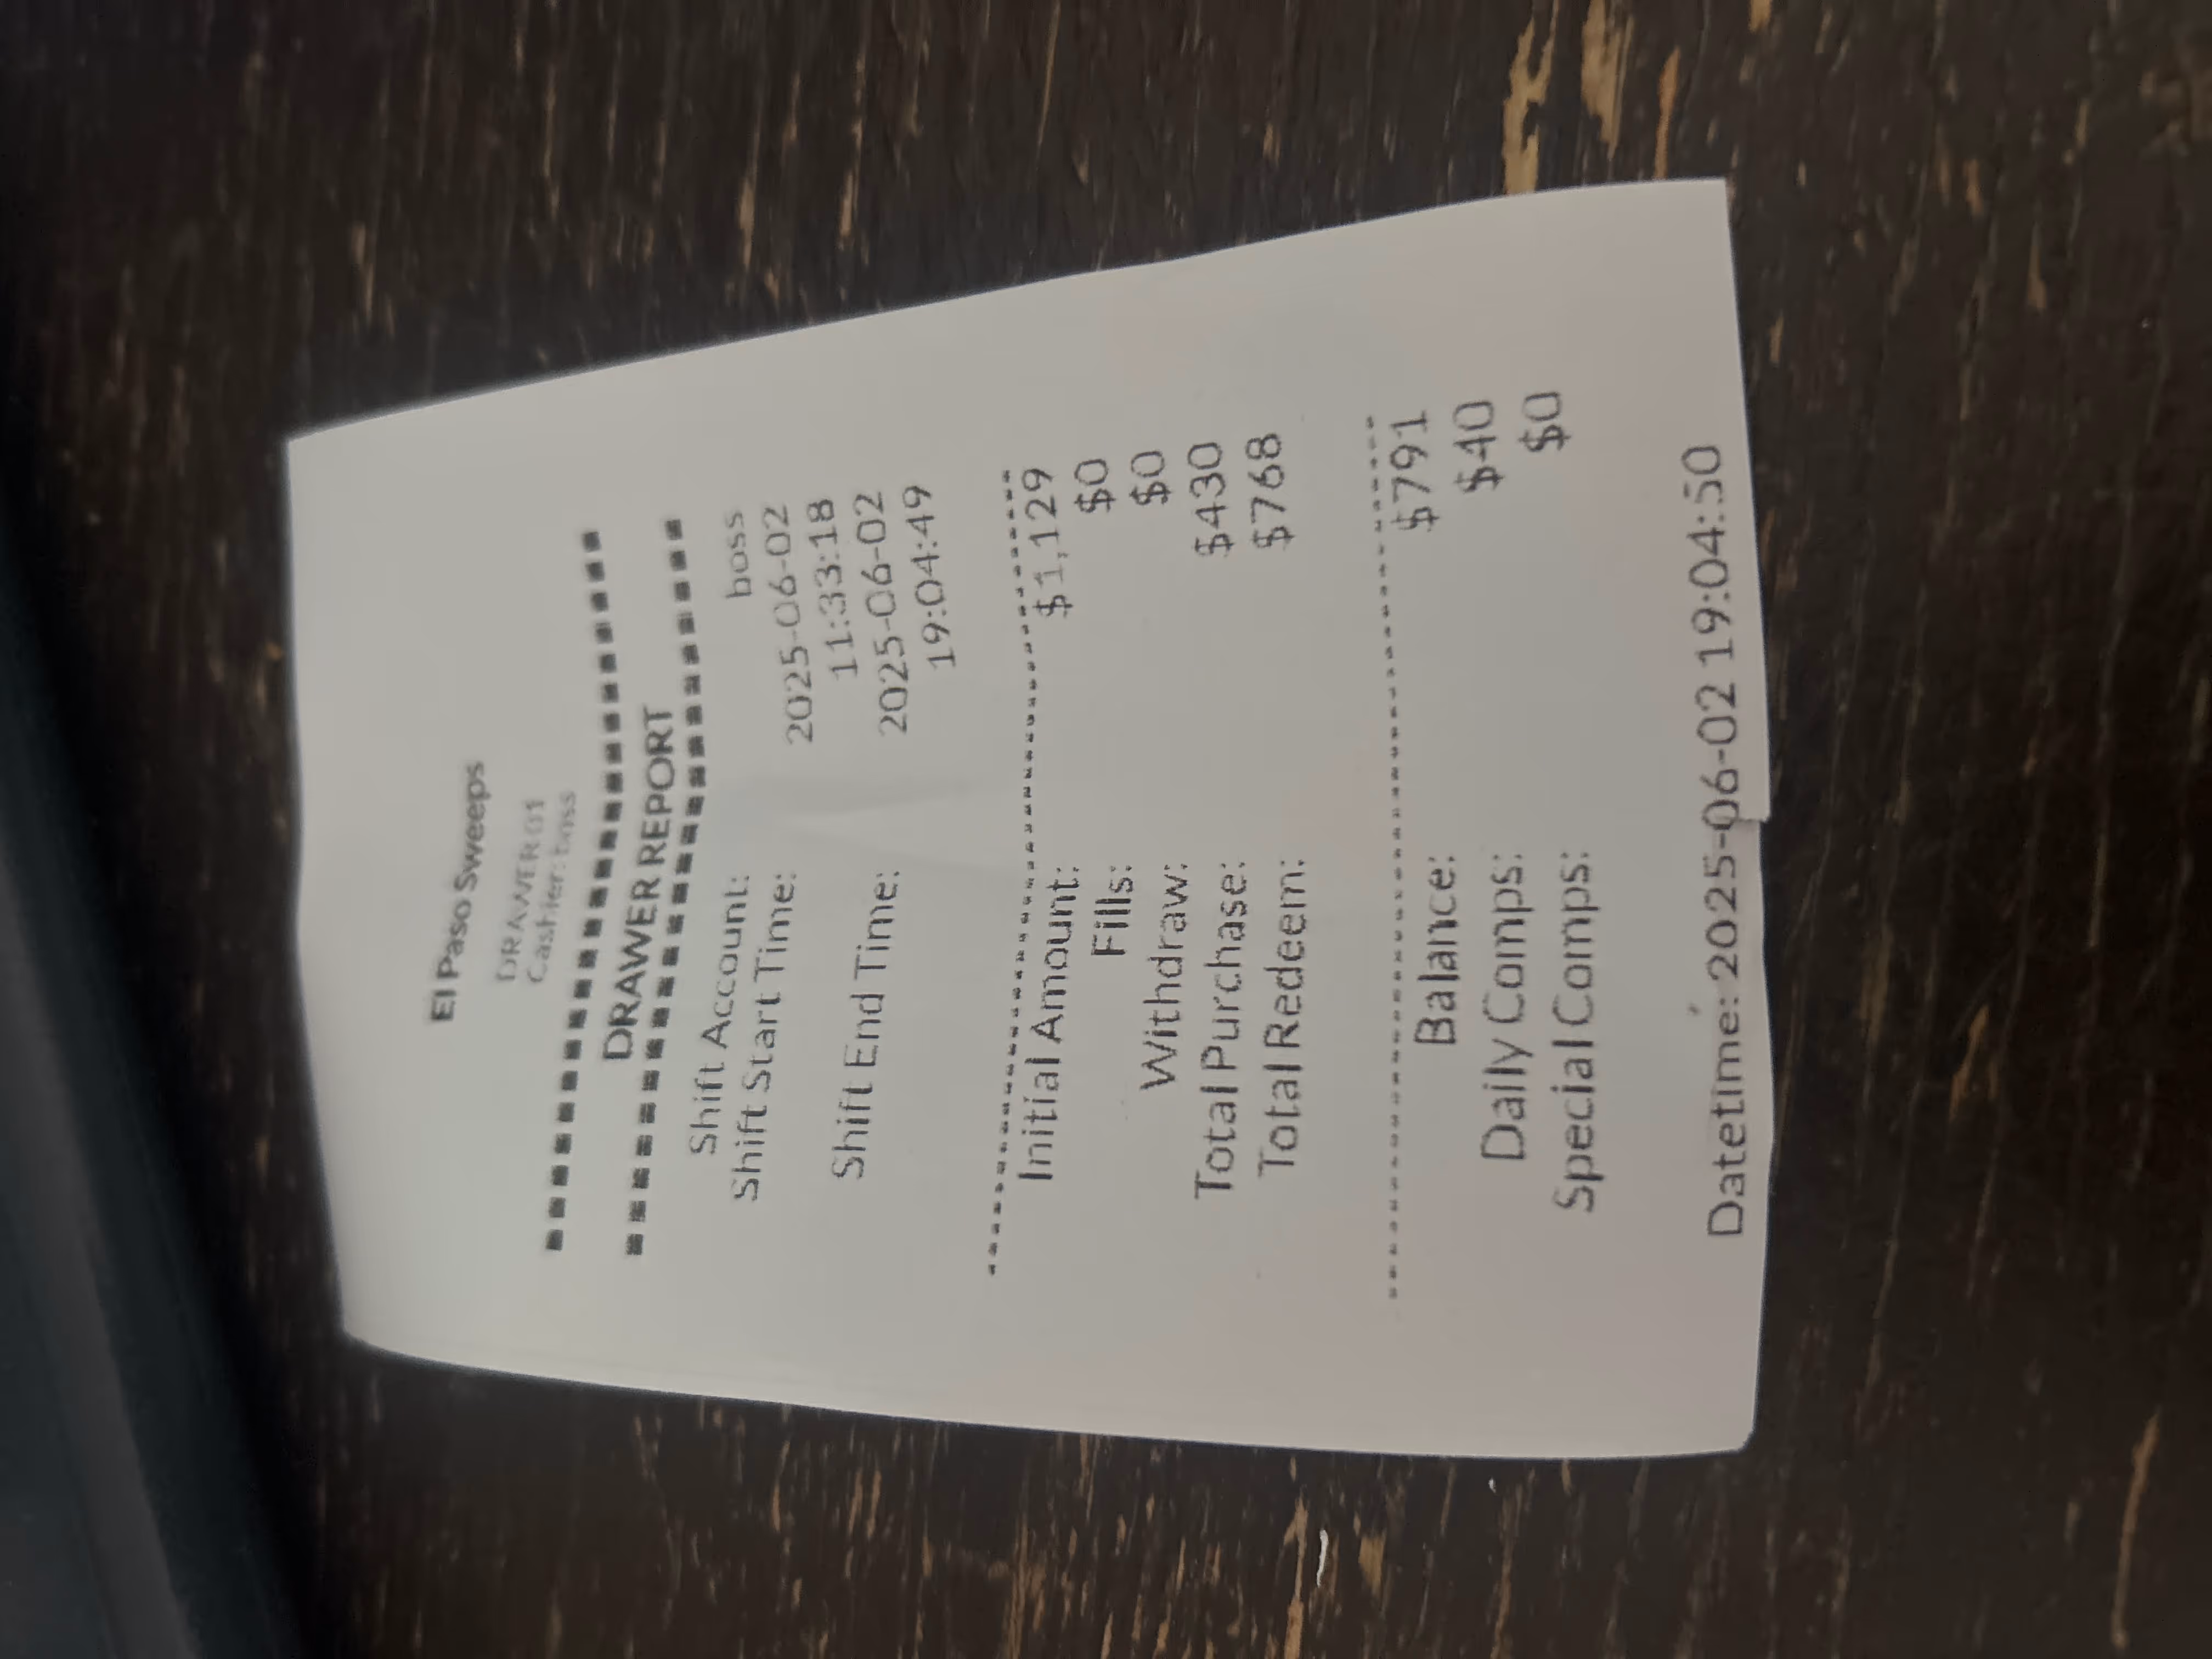 El Paso Sweeps
DRAWER 01
Cashier: boss
DRAWER REPORT
Shift Account: boss
Shift Start Time: 2025-06-02
11:33:18
Shift End Time: 2025-06-02
19:04:49
Initial Amount: $1,129
Fills: $0
Withdraw: $0
Total Purchase: $430
Total Redeem: $768
Balance: $791
Daily Comps: $40
Special Comps: $0
Datetime: 2025-06-02 19:04:50